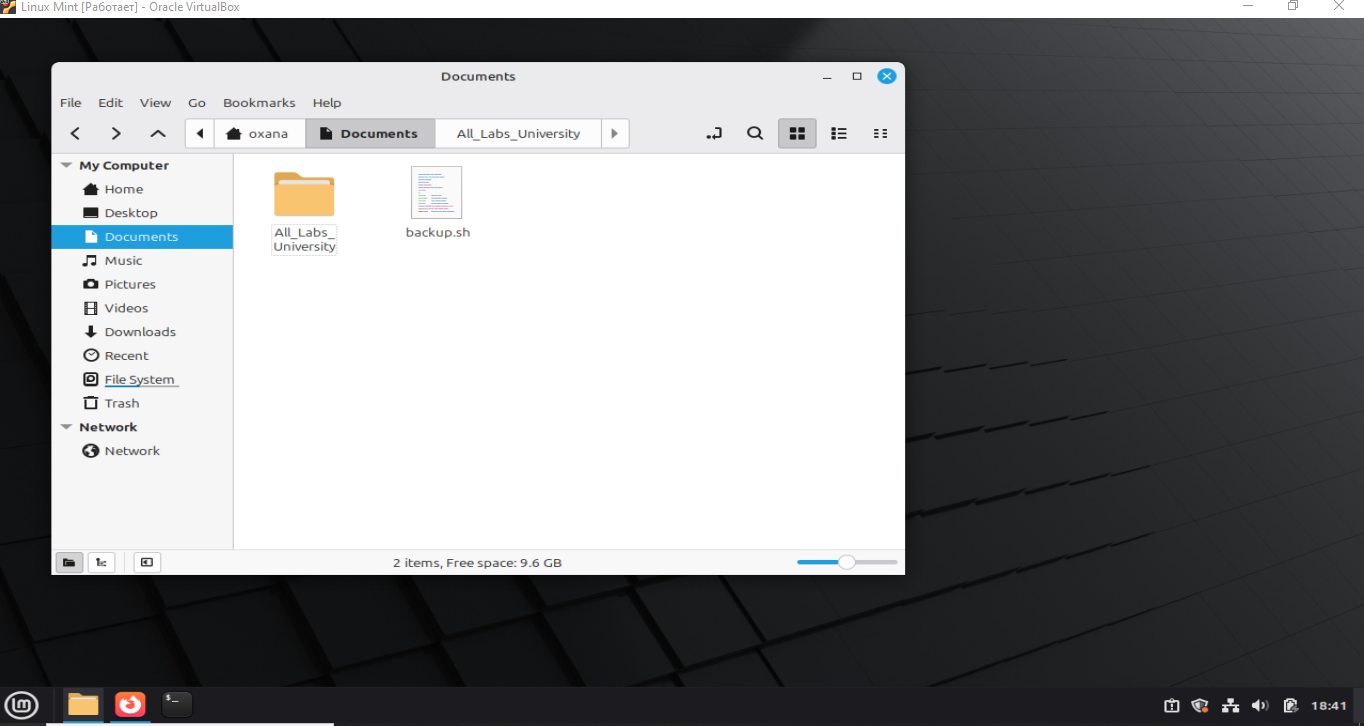 Linux Mint [Работает] - Oracle VirtualBox
Documents
File Edit View Go Bookmarks Help
oxana Documents All_Labs_University
My Computer
Home
Desktop
Documents
Music
Pictures
Videos
Downloads
Recent
File System
Trash
Network
Network
All_Labs_
University
backup.sh
2 items, Free space: 9.6 GB
$_
18:41